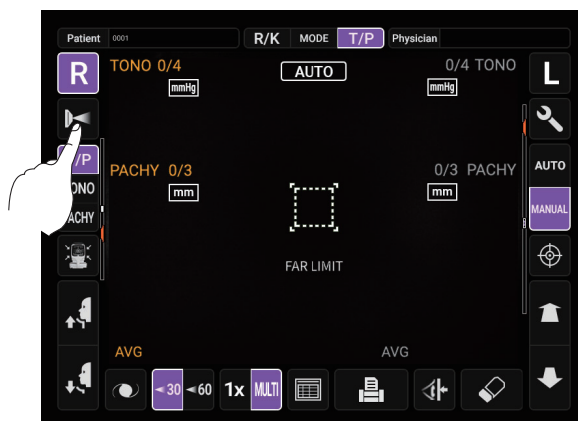 Patient 0001 R/K MODE T/P Physician
R TONO 0/4 AUTO 0/4 TONO L
mmHg mmHg
T/P PACHY 0/3 0/3 PACHY AUTO
TONO mm mm
PACHY MANUAL
FAR LIMIT
AVG AVG
30 60 1x MULTI